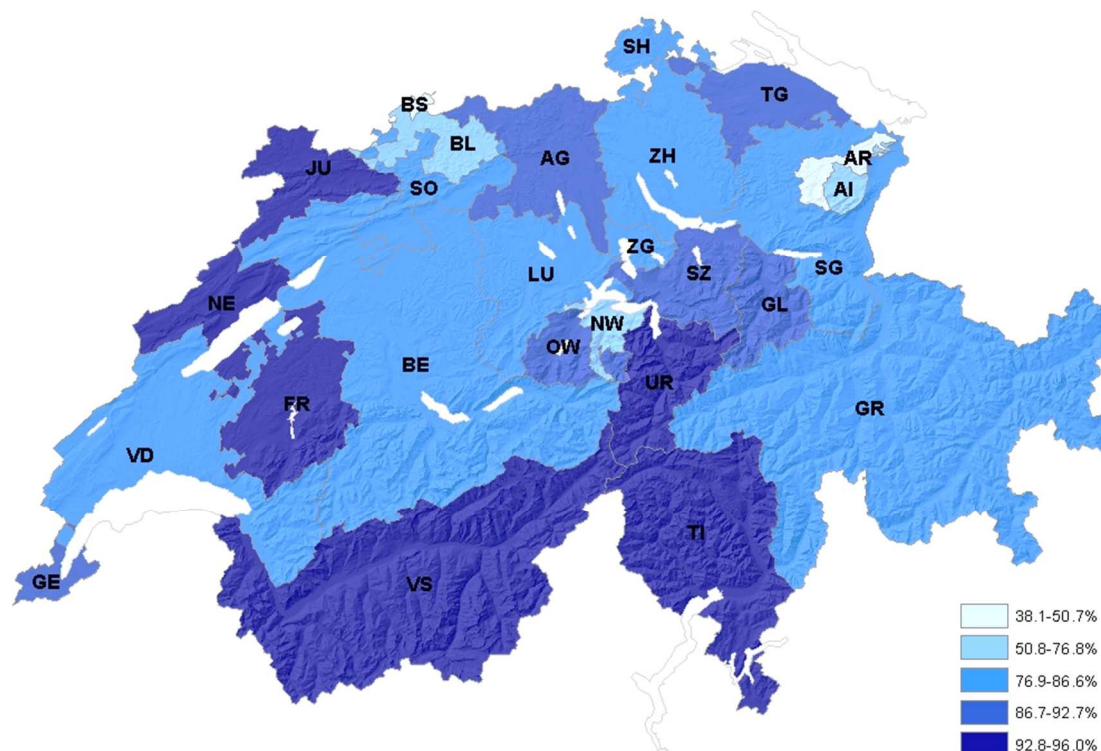 SH
BS
TG
BL
AG
ZH
AR
JU
SO
AI
ZG
LU
SZ
SG
NE
GL
NW
OW
BE
UR
FR
GR
VD
TI
GE
VS
38.1-50.7%
50.8-76.8%
76.9-86.6%
86.7-92.7%
92.8-96.0%